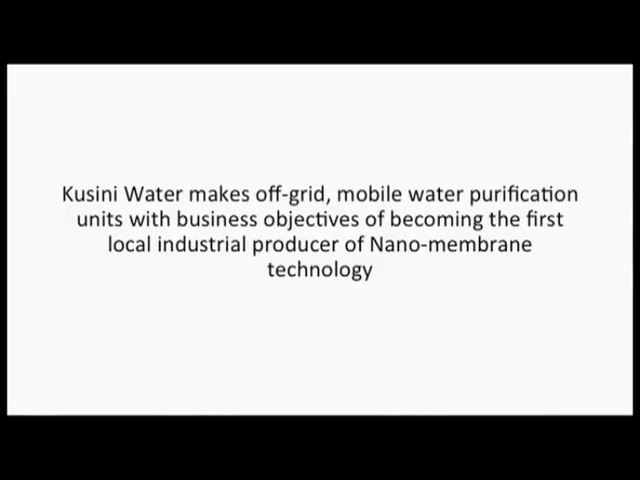 Kusini Water makes off-grid, mobile water purification
units with business objectives of becoming the first
local industrial producer of Nano-membrane
technology